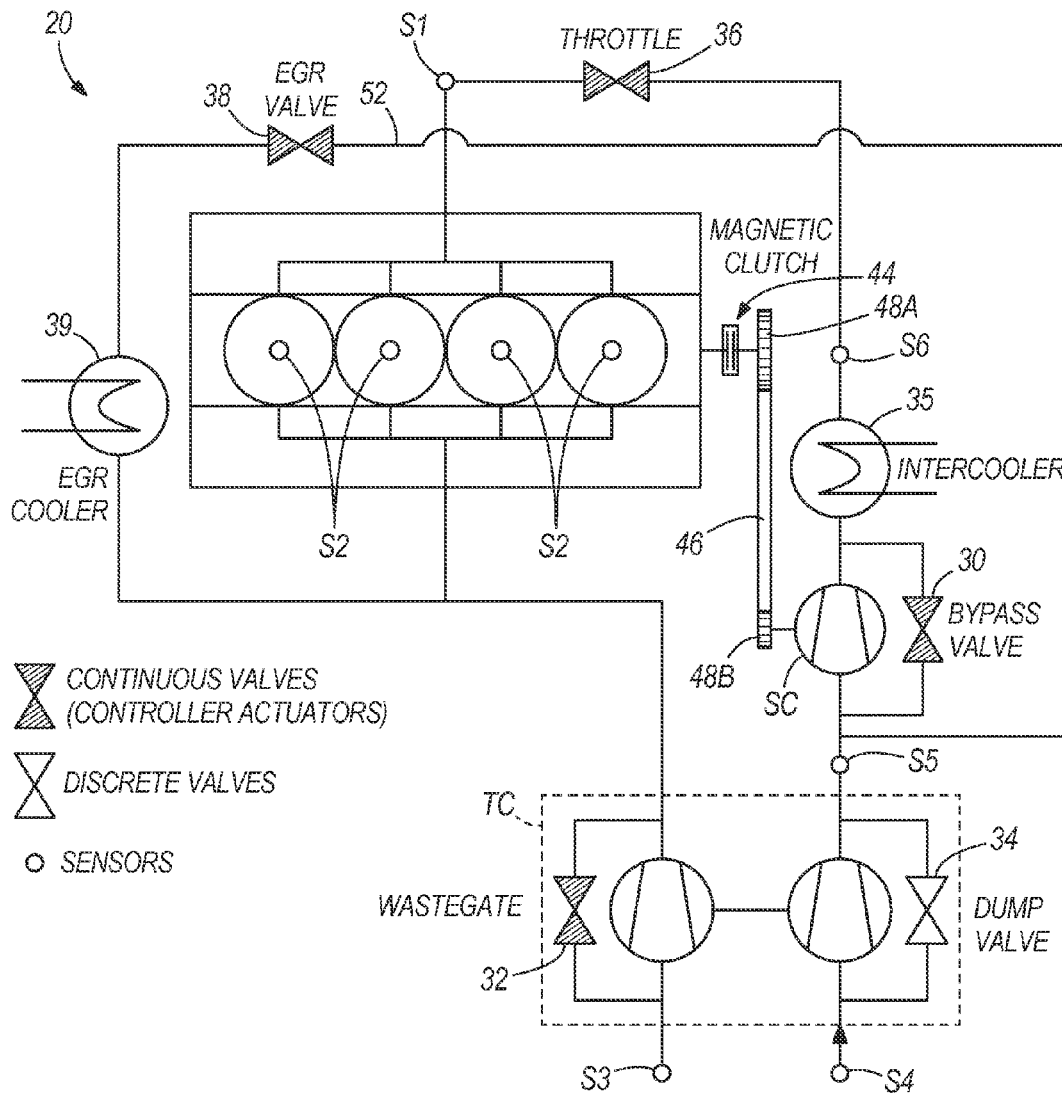 20
S1
THROTTLE
36
EGR
VALVE
38
52
MAGNETIC
CLUTCH
44
48A
39
S6
35
INTERCOOLER
EGR
COOLER
S2
S2
46
30
BYPASS
VALVE
48B
SC
CONTINUOUS VALVES
(CONTROLLER ACTUATORS)
S5
DISCRETE VALVES
TC
34
SENSORS
WASTEGATE
DUMP
VALVE
32
S3
S4